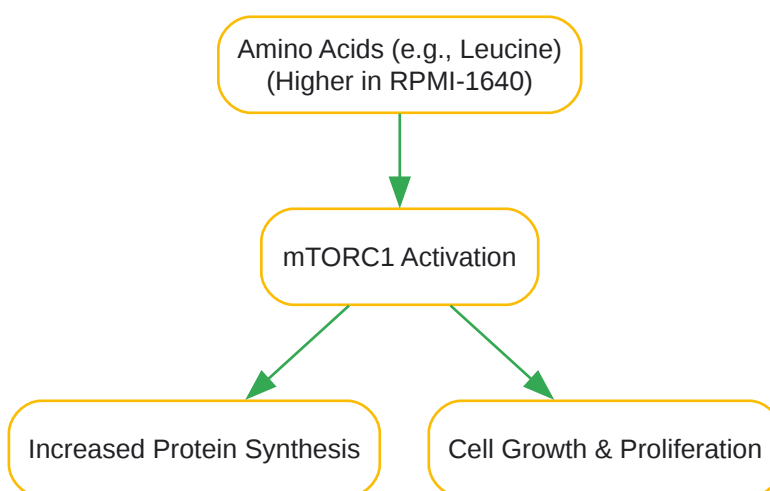 Amino Acids (e.g., Leucine)
(Higher in RPMI-1640)
mTORC1 Activation
Increased Protein Synthesis
Cell Growth & Proliferation